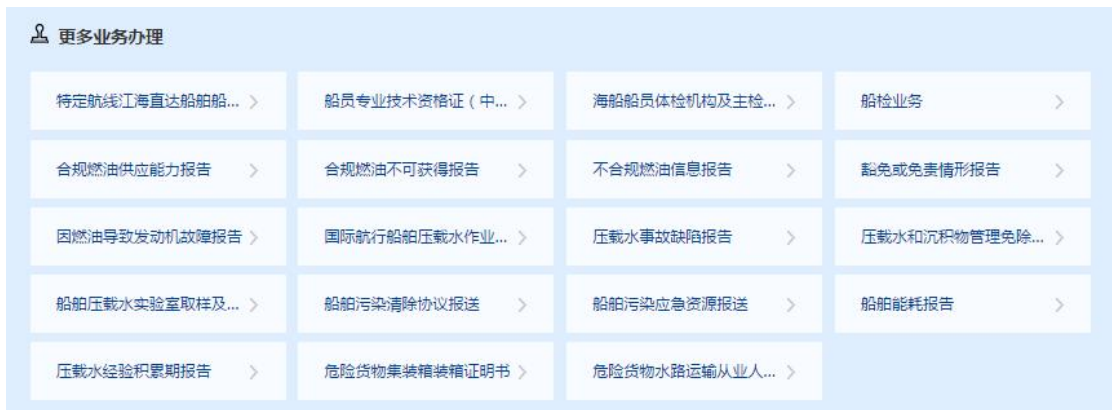 更多业务办理
特定航线江海直达船舶船...
船员专业技术资格证（中...
海船船员体检机构及主检...
船检业务
合规燃油供应能力报告
合规燃油不可获得报告
不合规燃油信息报告
豁免或免责情形报告
因燃油导致发动机故障报告
国际航行船舶压载水作业...
压载水事故缺陷报告
压载水和沉积物管理免除...
船舶压载水实验室取样及...
船舶污染清除协议报送
船舶污染应急资源报送
船舶能耗报告
压载水经验积累期报告
危险货物集装箱装箱证明书
危险货物水路运输从业人...